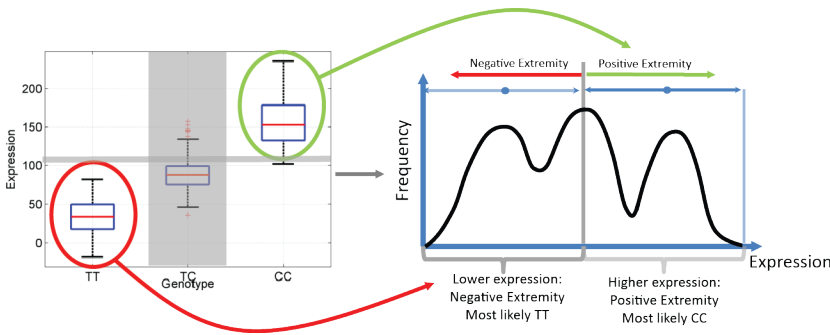 200
150
100
50
0
Expression
TT
TC
CC
Genotype
Negative Extremity
Positive Extremity
Frequency
Expression
Lower expression:
Negative Extremity
Most likely TT
Higher expression:
Positive Extremity
Most likely CC